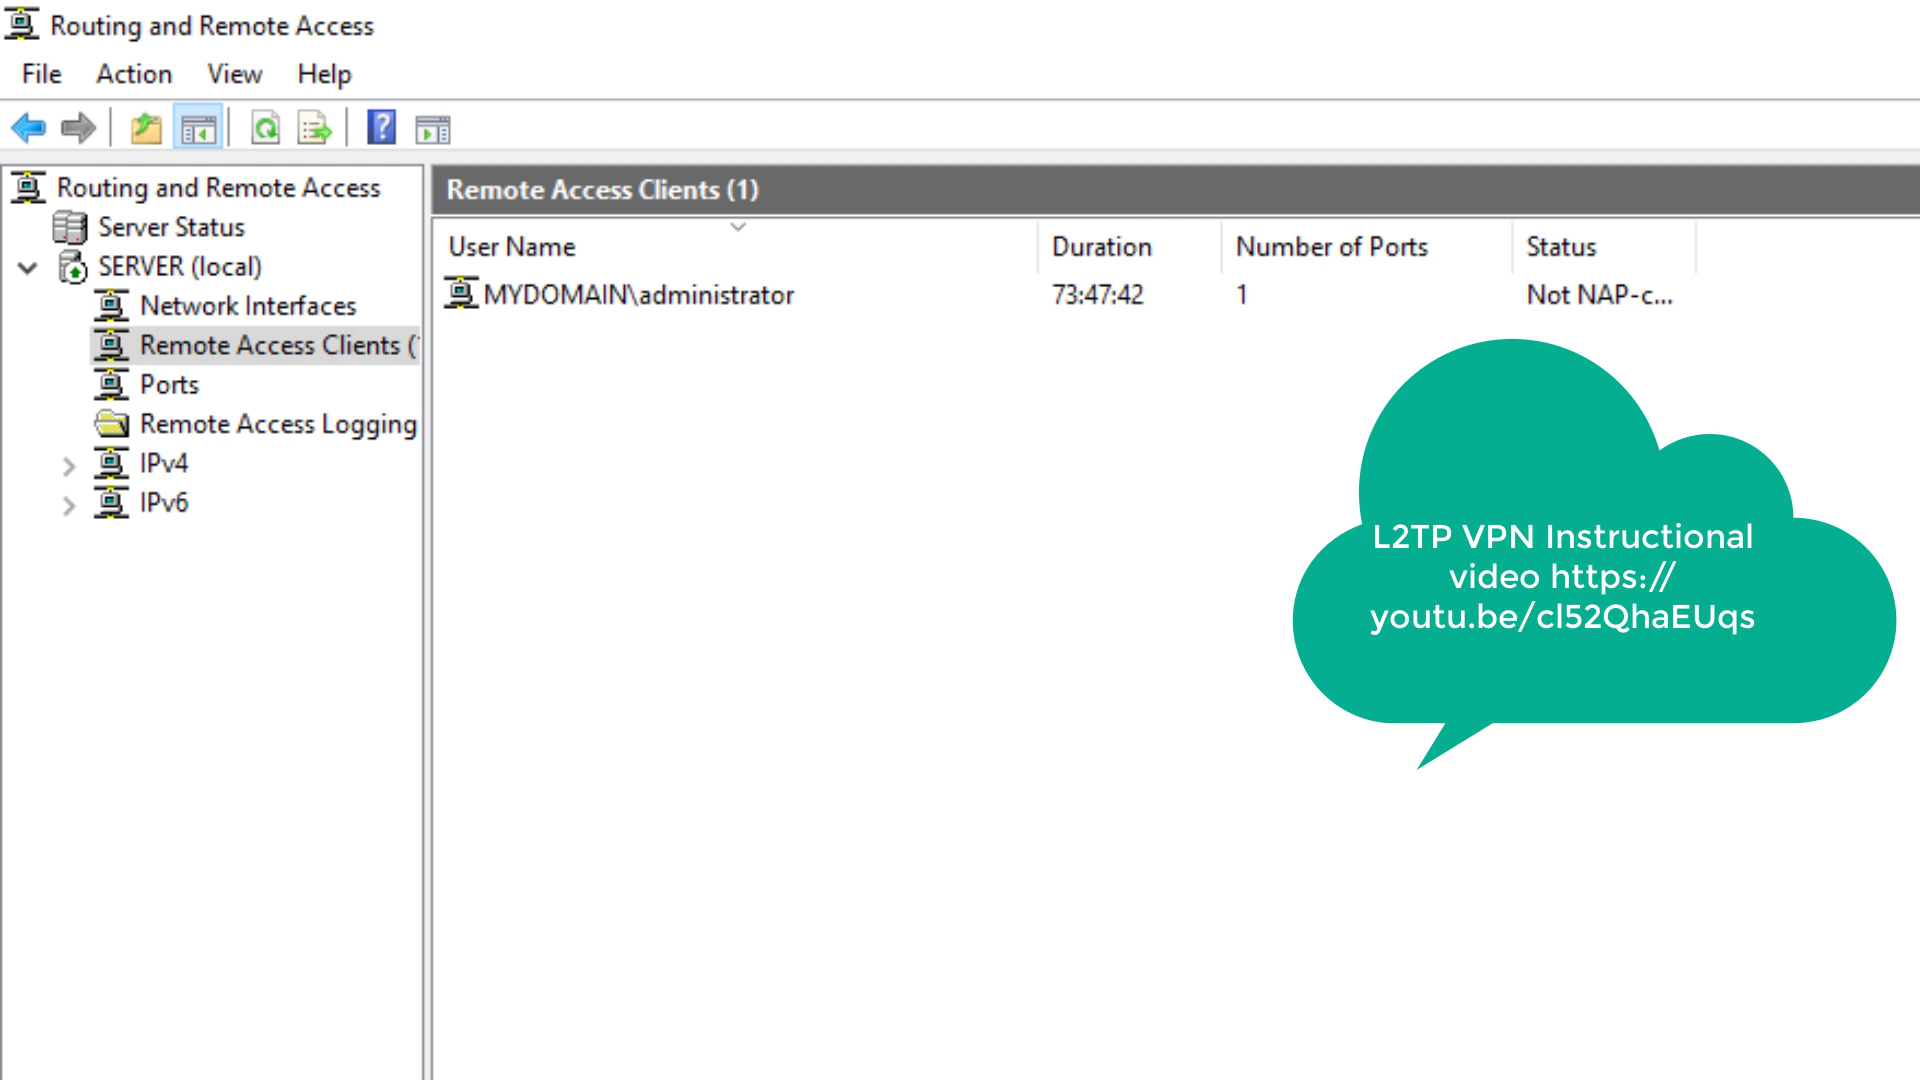 Routing and Remote Access
File Action View Help
Routing and Remote Access
Server Status
SERVER (local)
Network Interfaces
Remote Access Clients (
Ports
Remote Access Logging
IPv4
IPv6
Remote Access Clients (1)
User Name Duration Number of Ports Status
MYDOMAIN\administrator 73:47:42 1 Not NAP-c...
L2TP VPN Instructional
video https://
youtu.be/cl52QhaEUqs